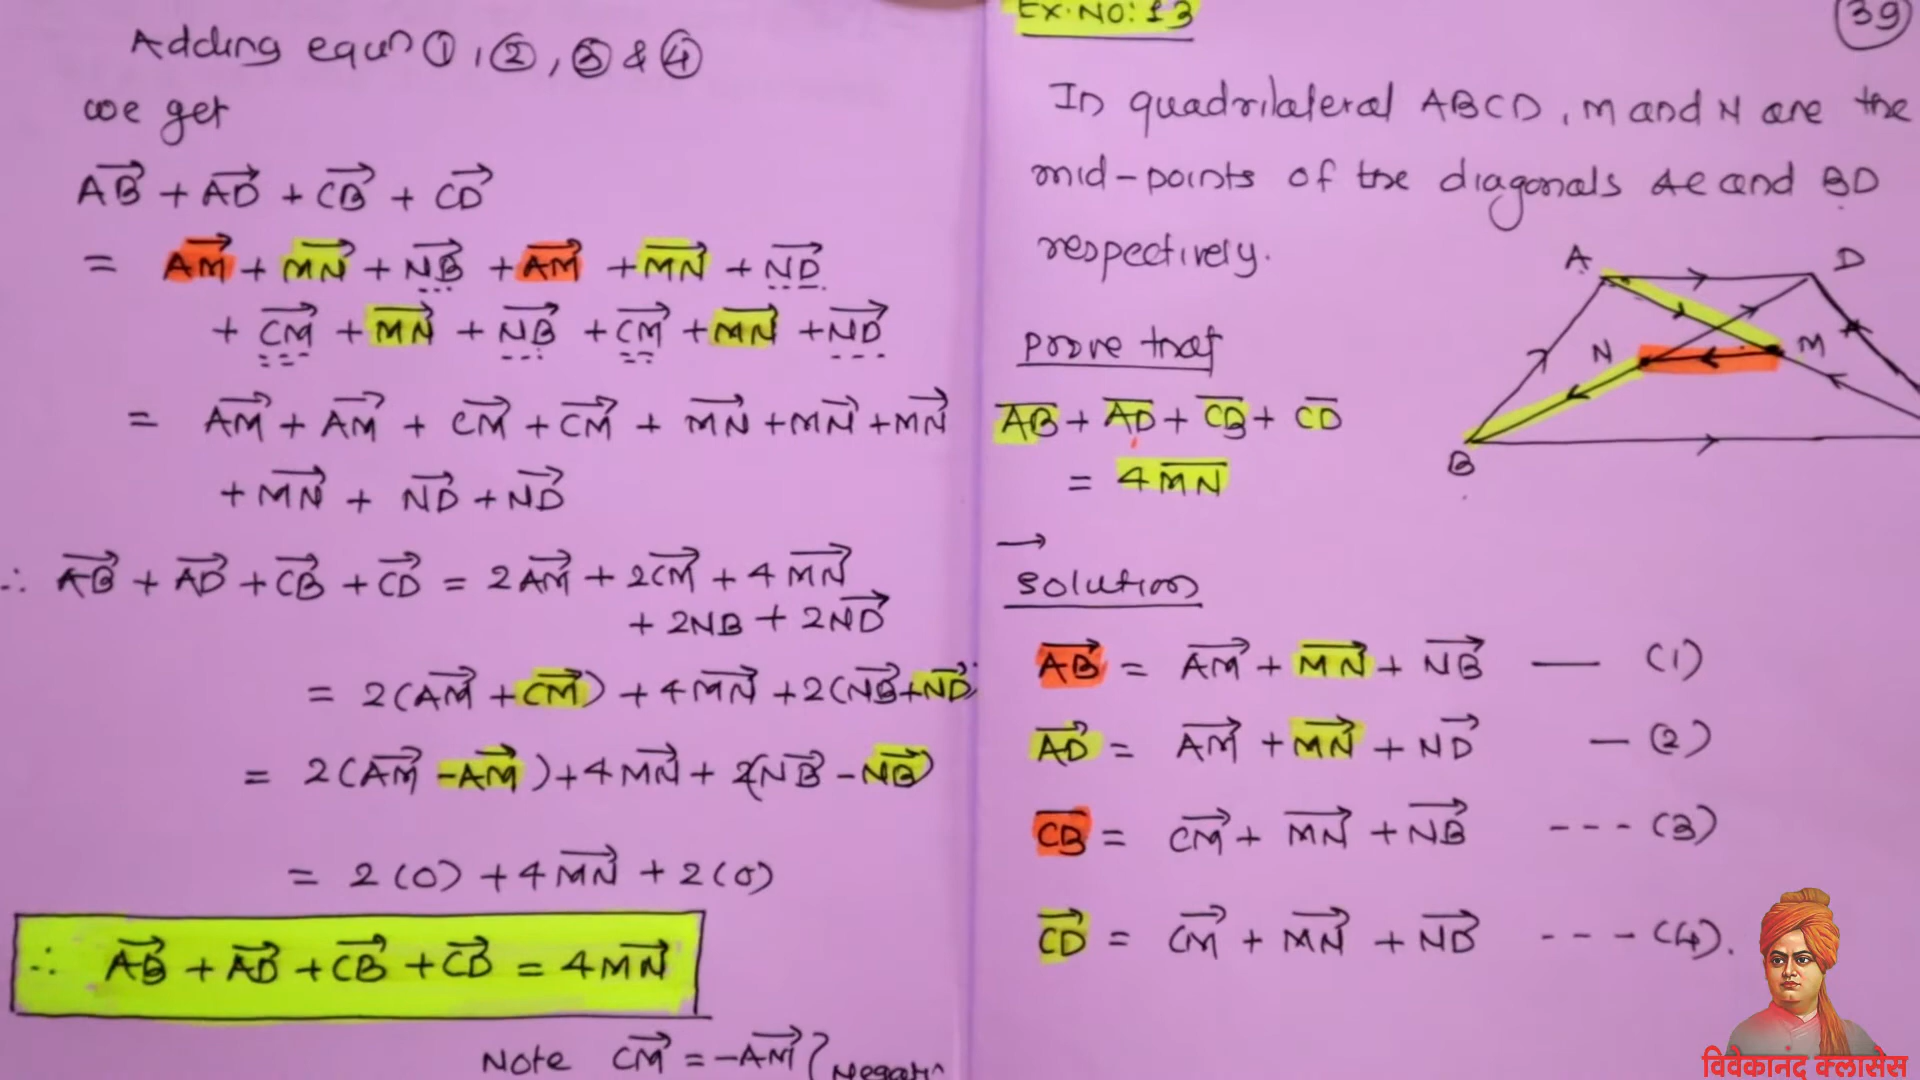 Adding equn ①, ②, ③ & ④
we get
AB→ + AD→ + CB→ + CD→
= AM→ + MN→ + NB→ + AM→ + MN→ + ND→
+ CM→ + MN→ + NB→ + CM→ + MN→ + ND→
= AM→ + AM→ + CM→ + CM→ + MN→ + MN→ + MN→
+ MN→ + ND→ + ND→
∴ AB→ + AD→ + CB→ + CD→ = 2AM→ + 2CM→ + 4MN→
+ 2NB + 2ND→
= 2(AM→ + CM→) + 4MN→ + 2(NB→ + ND→)
= 2(AM→ - AM→) + 4MN→ + 2(NB→ - NB→)
= 2(0) + 4MN→ + 2(0)
∴ AB→ + AD→ + CB→ + CD→ = 4MN→
Note CM→ = -AM→
Ex. No: 13
39
In quadrilateral ABCD, M and N are the
mid-points of the diagonals AC and BD
respectively.
A D
N M
B
Prove that
AB + AD + CB + CD
= 4MN
→
Solution
AB→ = AM→ + MN→ + NB→ — (1)
AD→ = AM→ + MN→ + ND→ — (2)
CB = CM→ + MN→ + NB→ --- (3)
CD→ = CM→ + MN→ + ND→ --- (4).
विवेकानंद क्लासेस